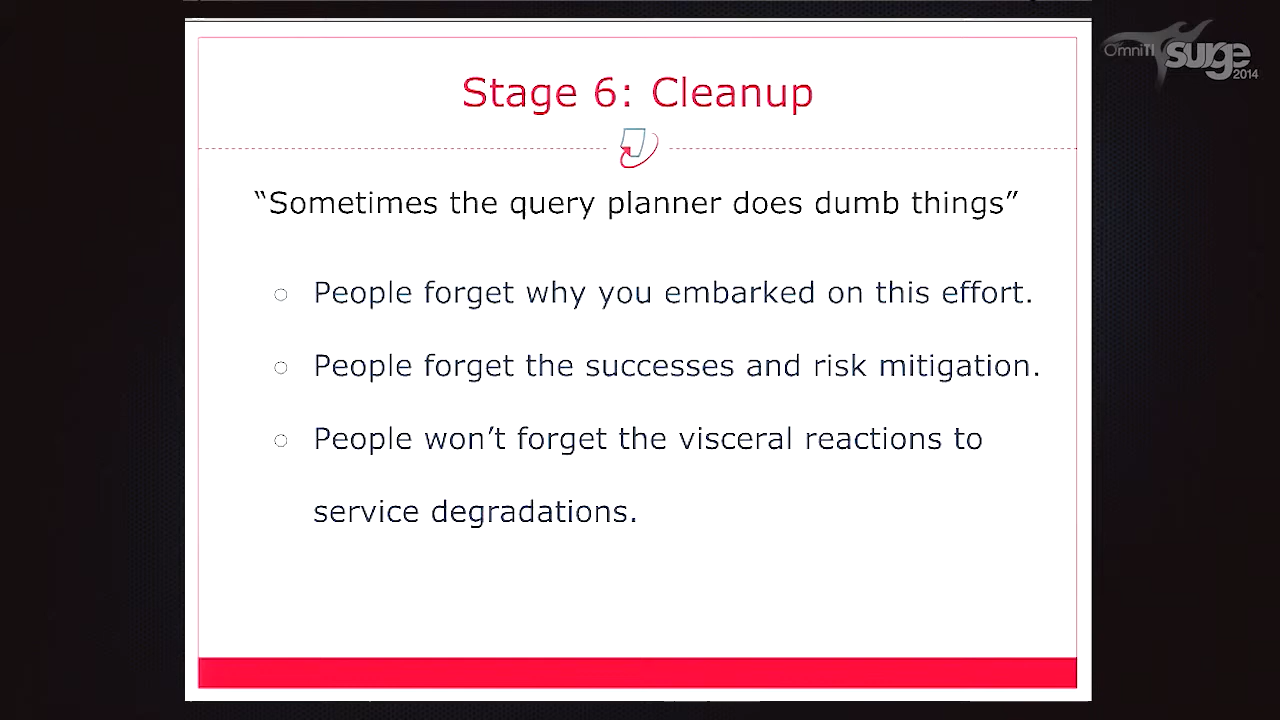 OmniTI surge 2014
Stage 6: Cleanup
“Sometimes the query planner does dumb things”
People forget why you embarked on this effort.
People forget the successes and risk mitigation.
People won’t forget the visceral reactions to
service degradations.